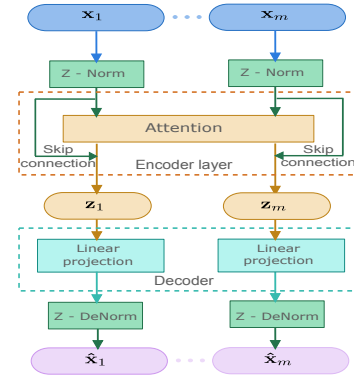 x₁ ... xₘ
Z - Norm Z - Norm
Attention
Skip connection Skip connection
Encoder layer
z₁ zₘ
Linear projection Linear projection
Decoder
Z - DeNorm Z - DeNorm
x̂₁ ... x̂ₘ